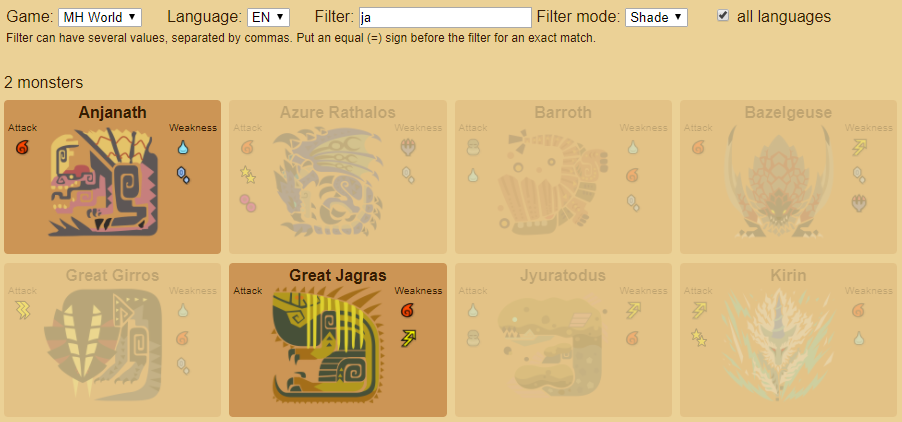 Game: MH World Language: EN Filter: ja Filter mode: Shade all languages
Filter can have several values, separated by commas. Put an equal (=) sign before the filter for an exact match.
2 monsters
Anjanath Azure Rathalos Barroth Bazelgeuse
Attack Weakness Attack Weakness Attack Weakness Attack Weakness
Great Girros Great Jagras Jyuratodus Kirin
Attack Weakness Attack Weakness Attack Weakness Attack Weakness